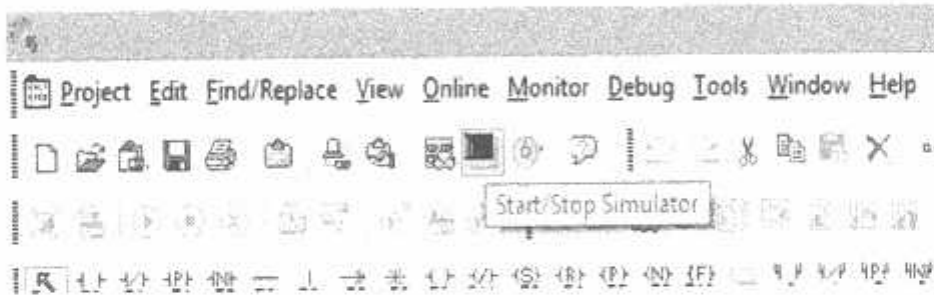 Project Edit Find/Replace View Online Monitor Debug Tools Window Help
Start/Stop Simulator